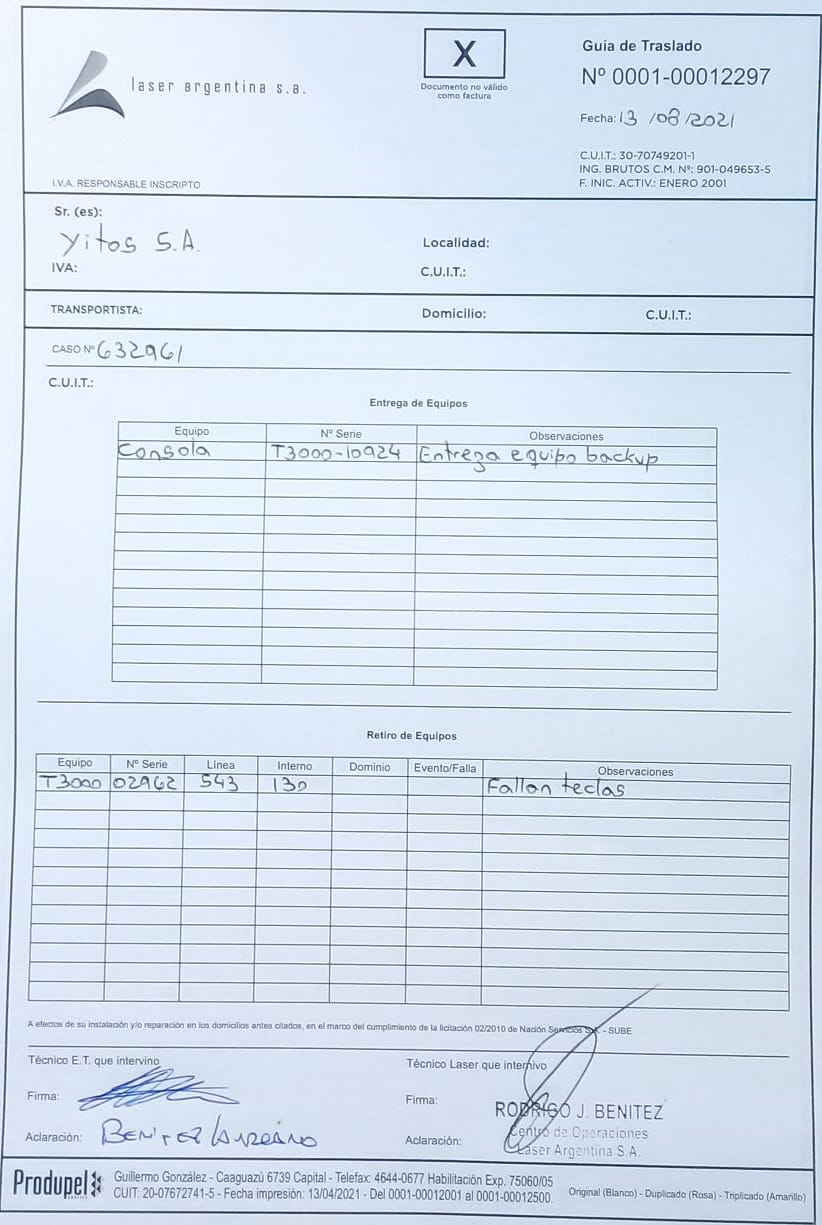 laser argentina s.a.
X
Documento no válido
como factura
Guía de Traslado
Nº 0001-00012297
Fecha: 13 /08/2021
C.U.I.T.: 30-70749201-1
ING. BRUTOS C.M. Nº: 901-049653-5
F. INIC. ACTIV.: ENERO 2001
I.V.A. RESPONSABLE INSCRIPTO
Sr. (es):
Yitos S.A.
Localidad:
IVA:
C.U.I.T.:
TRANSPORTISTA:
Domicilio:
C.U.I.T.:
CASO Nº 632961
C.U.I.T.:
Entrega de Equipos
Equipo Nº Serie Observaciones
Consola T3000-10924 Entrega equipo backup
Retiro de Equipos
Equipo Nº Serie Línea Interno Dominio Evento/Falla Observaciones
T3000 02962 543 130 Fallan teclas
A efectos de su instalación y/o reparación en los domicilios antes citados, en el marco del cumplimiento de la licitación 02/2010 de Nación Servicios S.A. - SUBE
Técnico E.T. que intervino
Técnico Laser que intervino
Firma:
Firma:
RODRIGO J. BENITEZ
Centro de Operaciones
Laser Argentina S.A.
Aclaración: BENITEZ
Aclaración:
Produpel
Guillermo González - Caaguazú 6739 Capital - Telefax: 4644-0677 Habilitación Exp. 75060/05
CUIT: 20-07672741-5 - Fecha impresión: 13/04/2021 - Del 0001-00012001 al 0001-00012500.
Original (Blanco) - Duplicado (Rosa) - Triplicado (Amarillo)